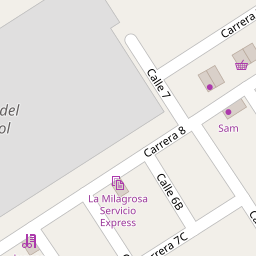 Carrera
Calle 7
del
ol
Sam
Carrera 8
Calle 6B
La Milagrosa
Servicio
Express
Carrera 7C